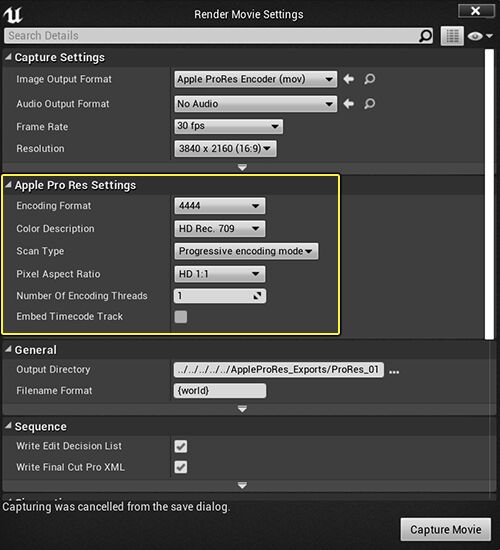 Render Movie Settings
Search Details
Capture Settings
Image Output Format Apple ProRes Encoder (mov)
Audio Output Format No Audio
Frame Rate 30 fps
Resolution 3840 x 2160 (16:9)
Apple Pro Res Settings
Encoding Format 4444
Color Description HD Rec. 709
Scan Type Progressive encoding mode
Pixel Aspect Ratio HD 1:1
Number Of Encoding Threads 1
Embed Timecode Track
General
Output Directory ../../../../../AppleProRes_Exports/ProRes_01 ...
Filename Format {world}
Sequence
Write Edit Decision List
Write Final Cut Pro XML
Capturing was cancelled from the save dialog.
Capture Movie